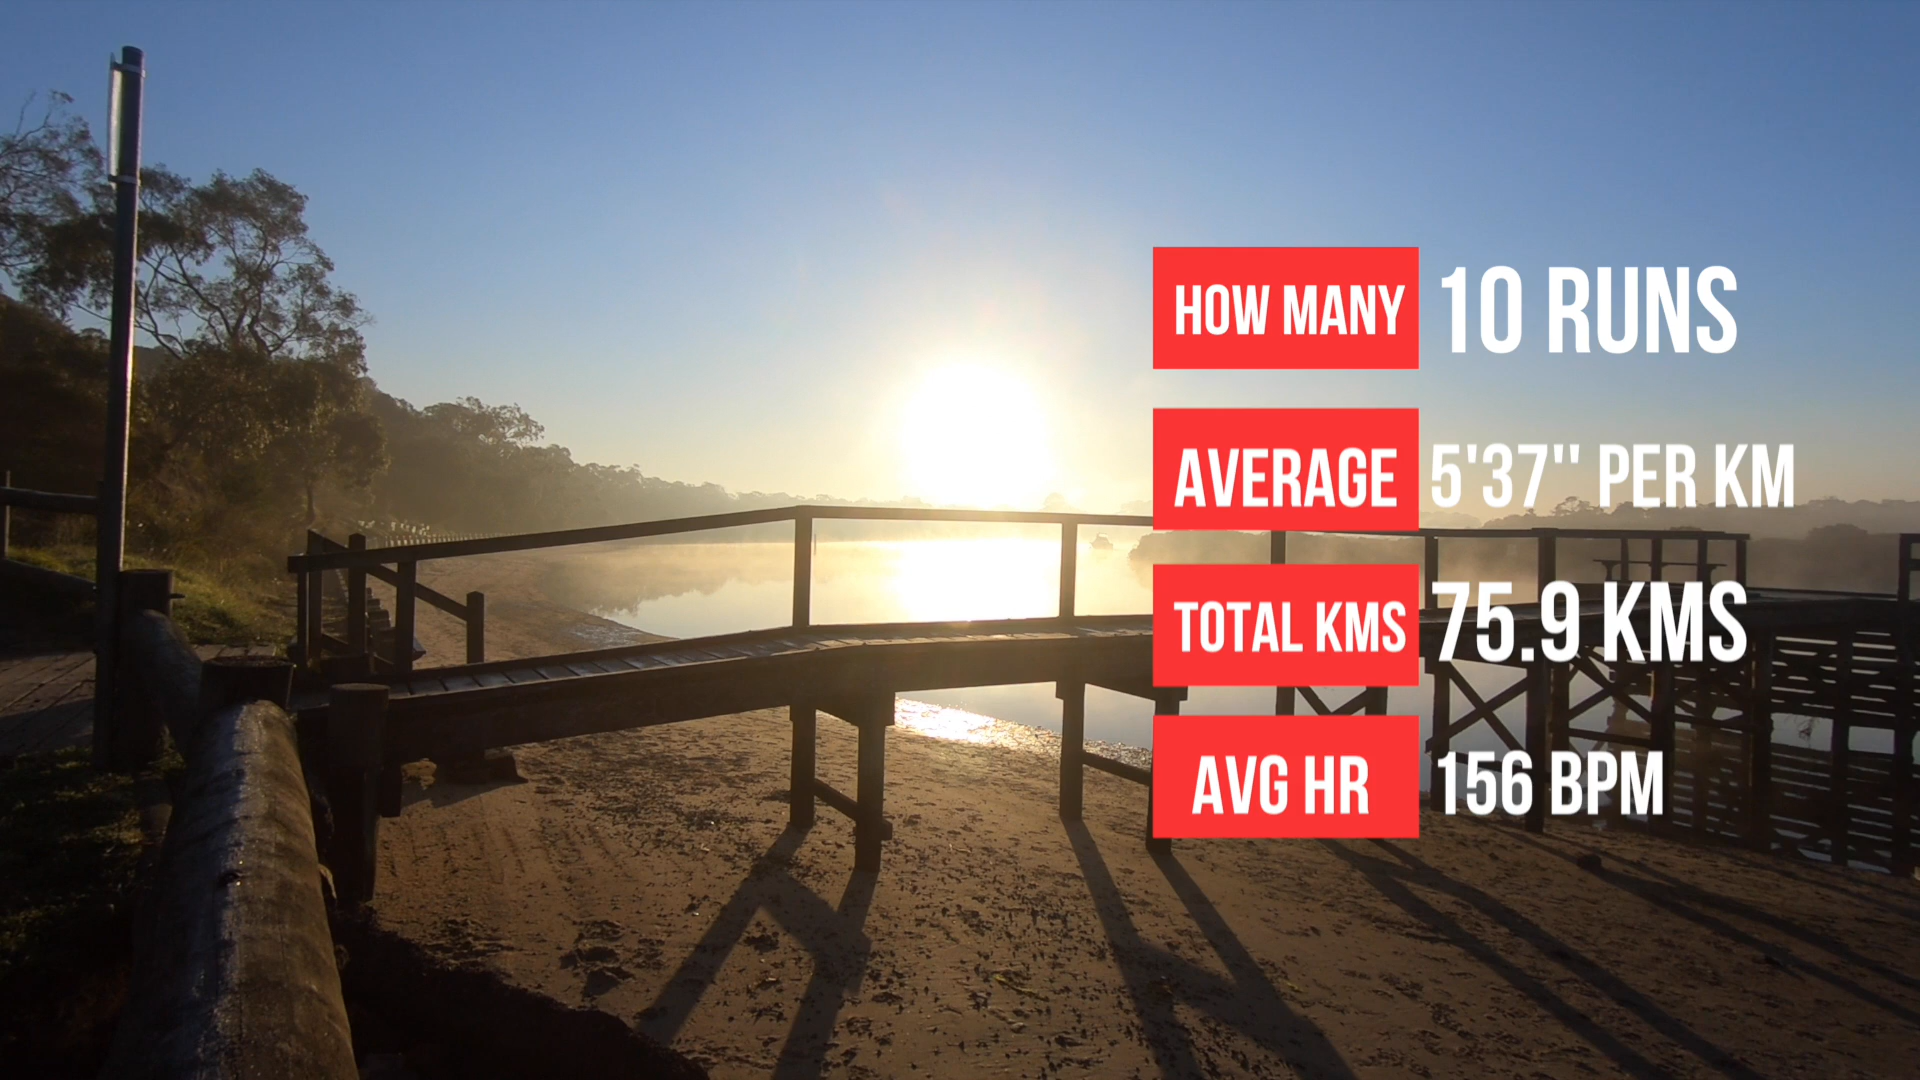 HOW MANY 10 RUNS
AVERAGE 5'37" PER KM
TOTAL KMS 75.9 KMS
AVG HR 156 BPM